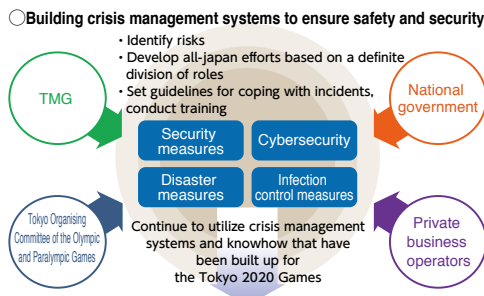 ○Building crisis management systems to ensure safety and security
・Identify risks
・Develop all-japan efforts based on a definite
division of roles
・Set guidelines for coping with incidents,
conduct training
TMG
National
government
Security
measures
Cybersecurity
Disaster
measures
Infection
control measures
Tokyo Organising
Committee of the Olympic
and Paralympic Games
Continue to utilize crisis management
systems and knowhow that have
been built up for
the Tokyo 2020 Games
Private
business
operators